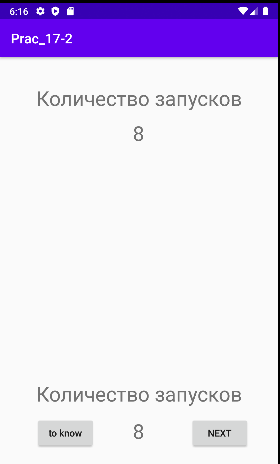 6:16
Prac_17-2
Количество запусков
8
Количество запусков
to know 8 NEXT